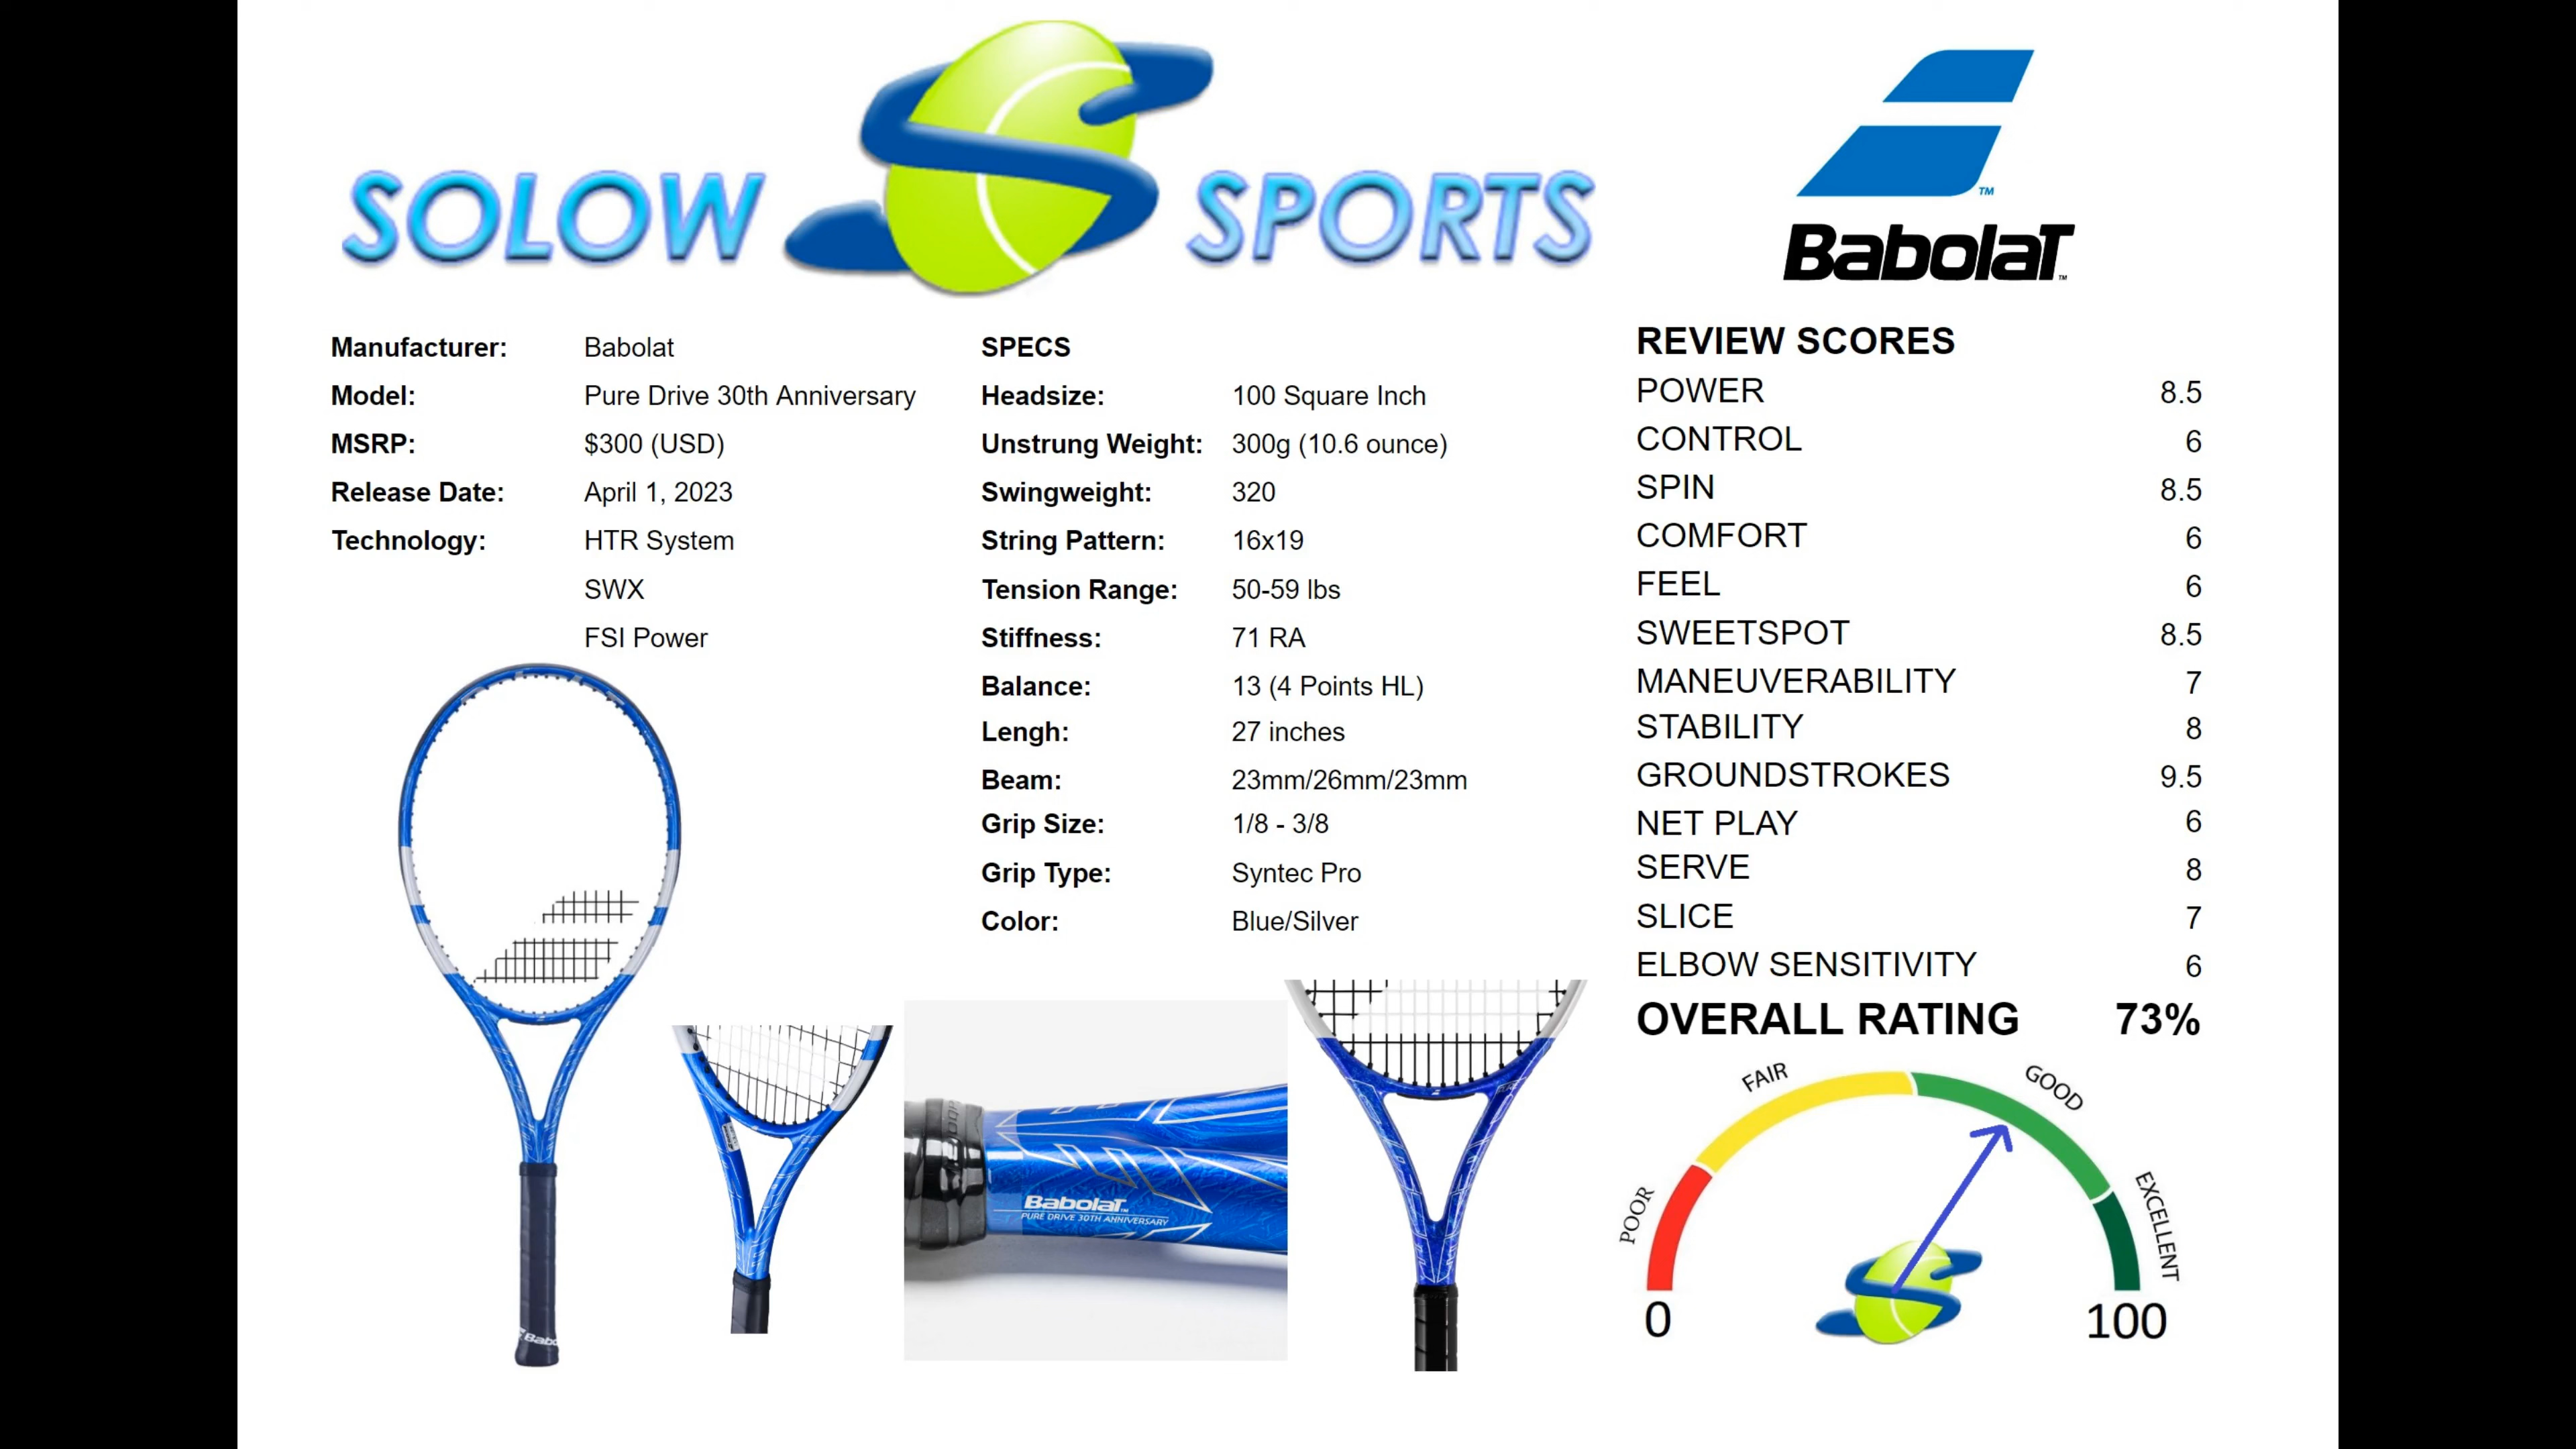 SOLOW SPORTS
BabolaT
Manufacturer: Babolat
Model: Pure Drive 30th Anniversary
MSRP: $300 (USD)
Release Date: April 1, 2023
Technology: HTR System
SWX
FSI Power
SPECS
Headsize: 100 Square Inch
Unstrung Weight: 300g (10.6 ounce)
Swingweight: 320
String Pattern: 16x19
Tension Range: 50-59 lbs
Stiffness: 71 RA
Balance: 13 (4 Points HL)
Lengh: 27 inches
Beam: 23mm/26mm/23mm
Grip Size: 1/8 - 3/8
Grip Type: Syntec Pro
Color: Blue/Silver
REVIEW SCORES
POWER 8.5
CONTROL 6
SPIN 8.5
COMFORT 6
FEEL 6
SWEETSPOT 8.5
MANEUVERABILITY 7
STABILITY 8
GROUNDSTROKES 9.5
NET PLAY 6
SERVE 8
SLICE 7
ELBOW SENSITIVITY 6
OVERALL RATING 73%
POOR
FAIR
GOOD
EXCELLENT
0
100
BabolaT
PURE DRIVE 30TH ANNIVERSARY